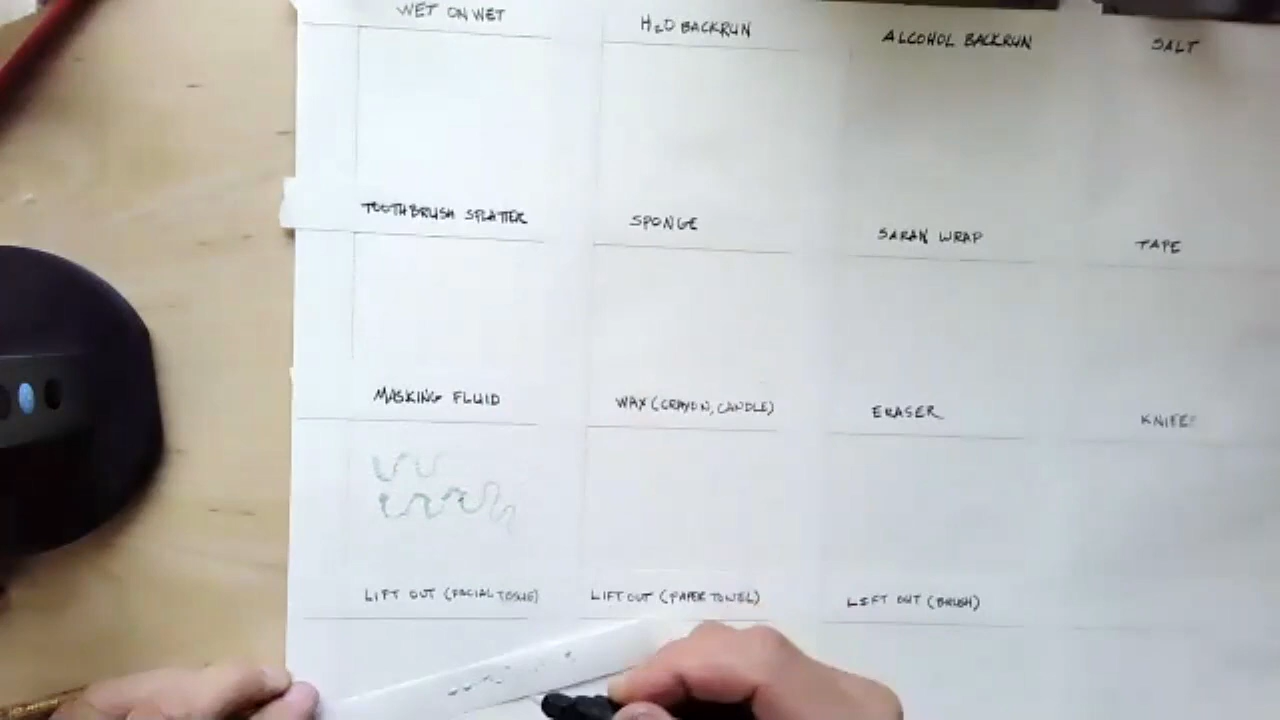 WET ON WET
H2O BACKRUN
ALCOHOL BACKRUN
SALT
TOOTHBRUSH SPLATTER
SPONGE
SARAN WRAP
TAPE
MASKING FLUID
WAX (CRAYON, CANDLE)
ERASER
KNIFE
LIFT OUT (FACIAL TISSUE)
LIFT OUT (PAPER TOWEL)
LIFT OUT (BRUSH)